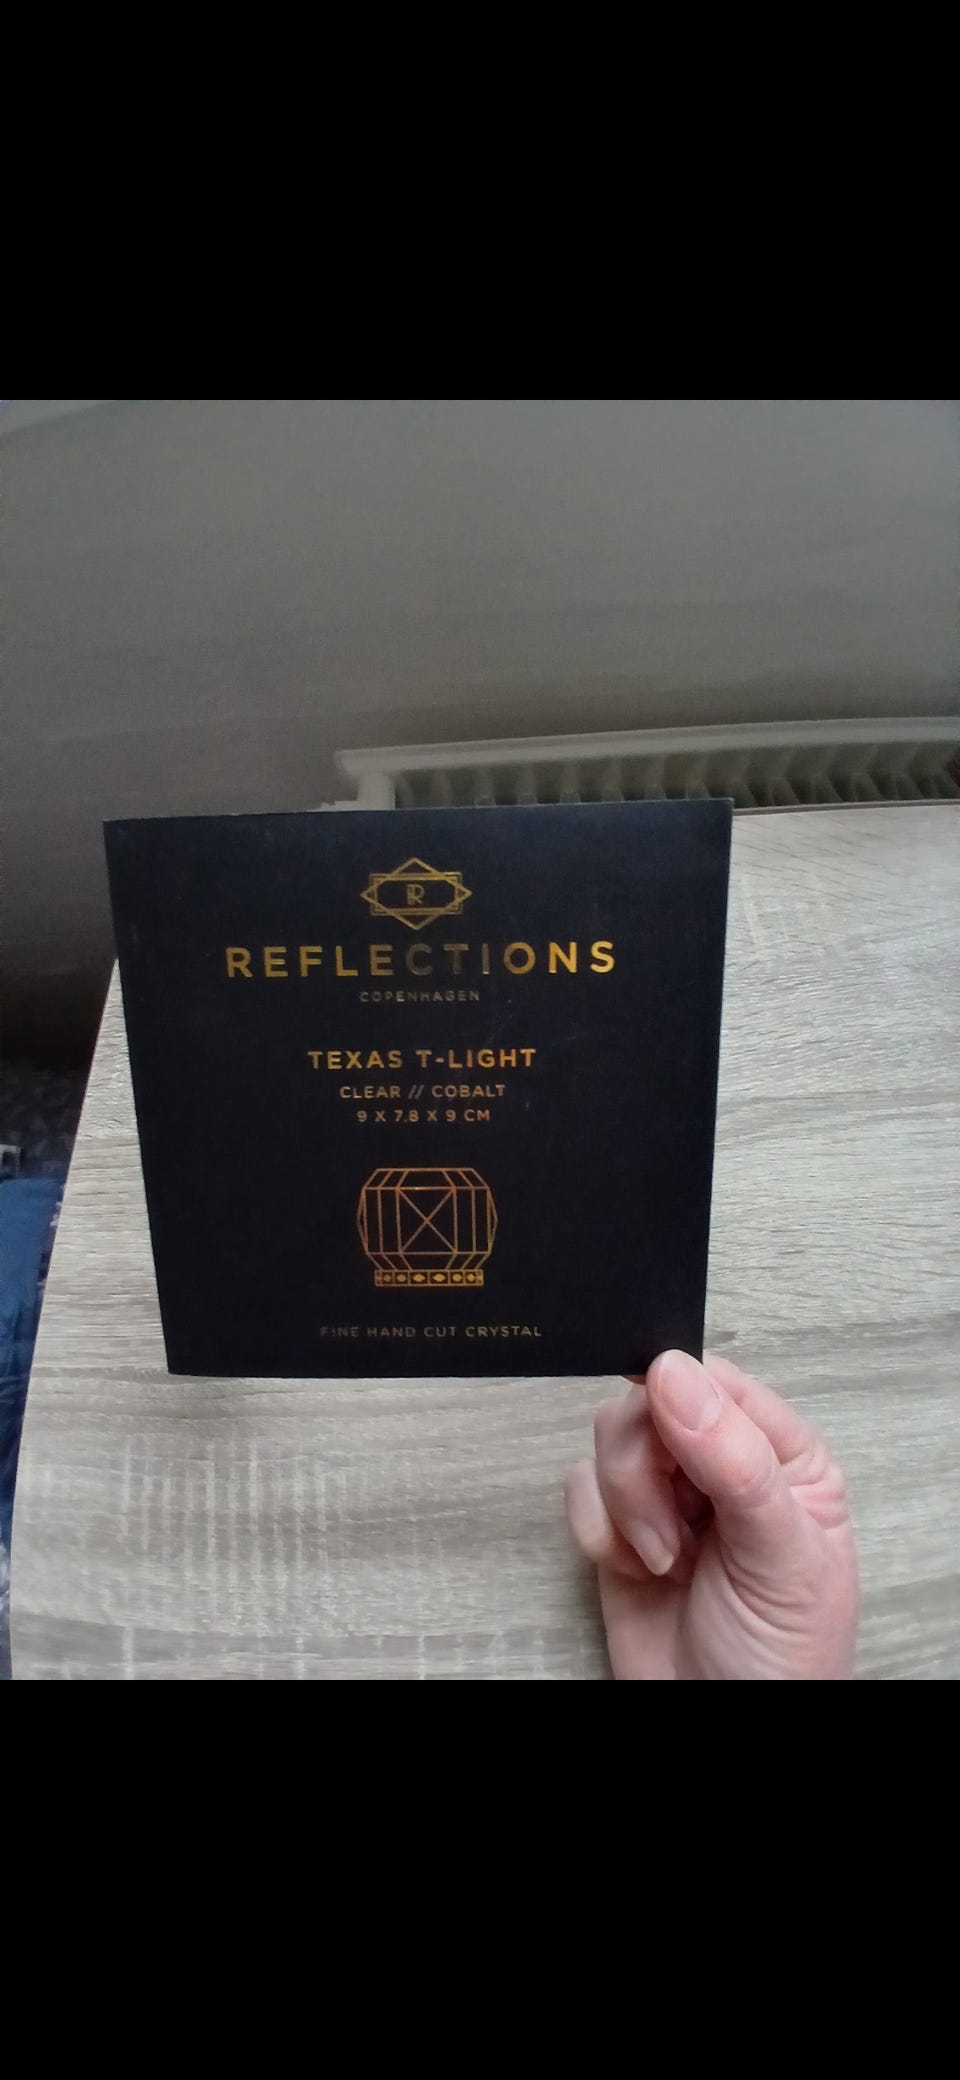 R
REFLECTIONS
COPENHAGEN
TEXAS T-LIGHT
CLEAR // COBALT
9 X 7,8 X 9 CM
FINE HAND CUT CRYSTAL